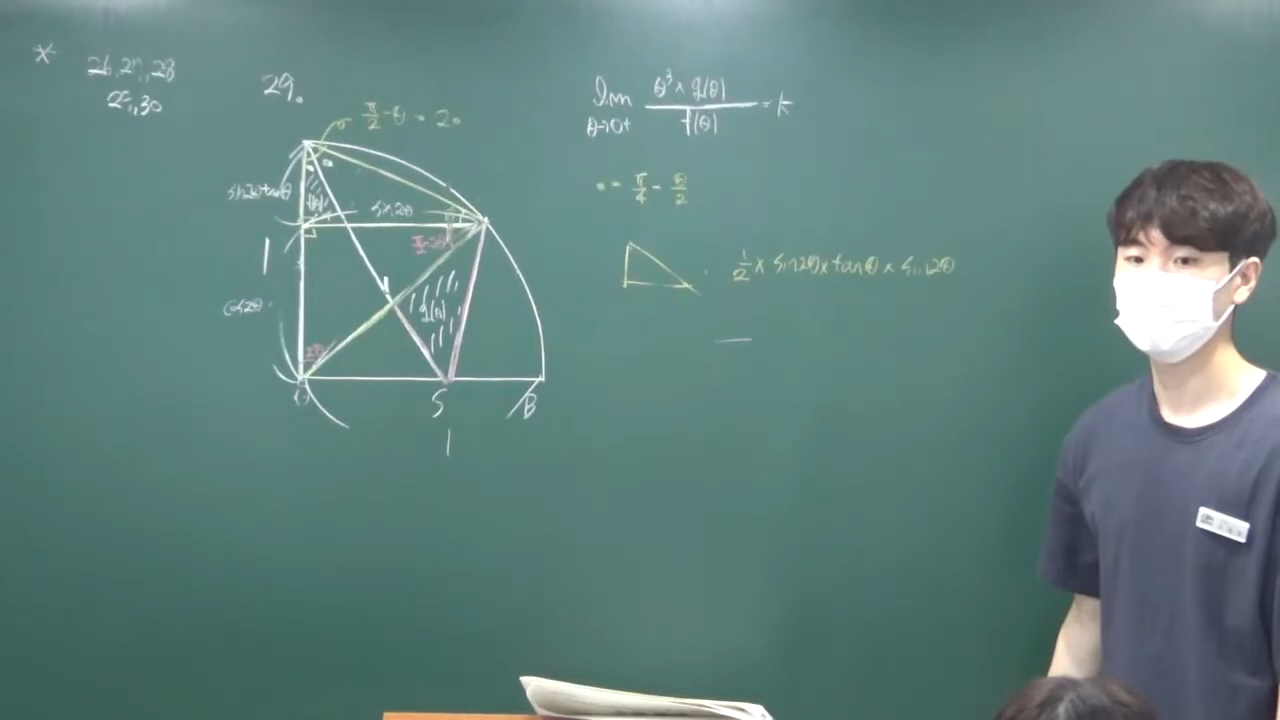 * 26, 27, 28
29, 30
29.
π/2 - θ = 2∘
sin2θtanθ
f(θ)
sin2θ
1
cos2θ
2θ
g(θ)
O S B
1
lim θ→0+ θ³ × g(θ) / f(θ) = k
• = π/4 - θ/2
1/2 × sin2θ × tanθ × sin2θ